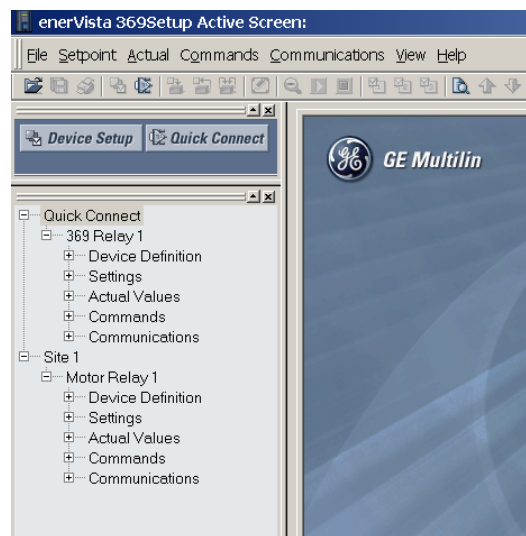 enerVista 369Setup Active Screen:
File Setpoint Actual Commands Communications View Help
Device Setup Quick Connect
GE Multilin
Quick Connect
369 Relay 1
Device Definition
Settings
Actual Values
Commands
Communications
Site 1
Motor Relay 1
Device Definition
Settings
Actual Values
Commands
Communications